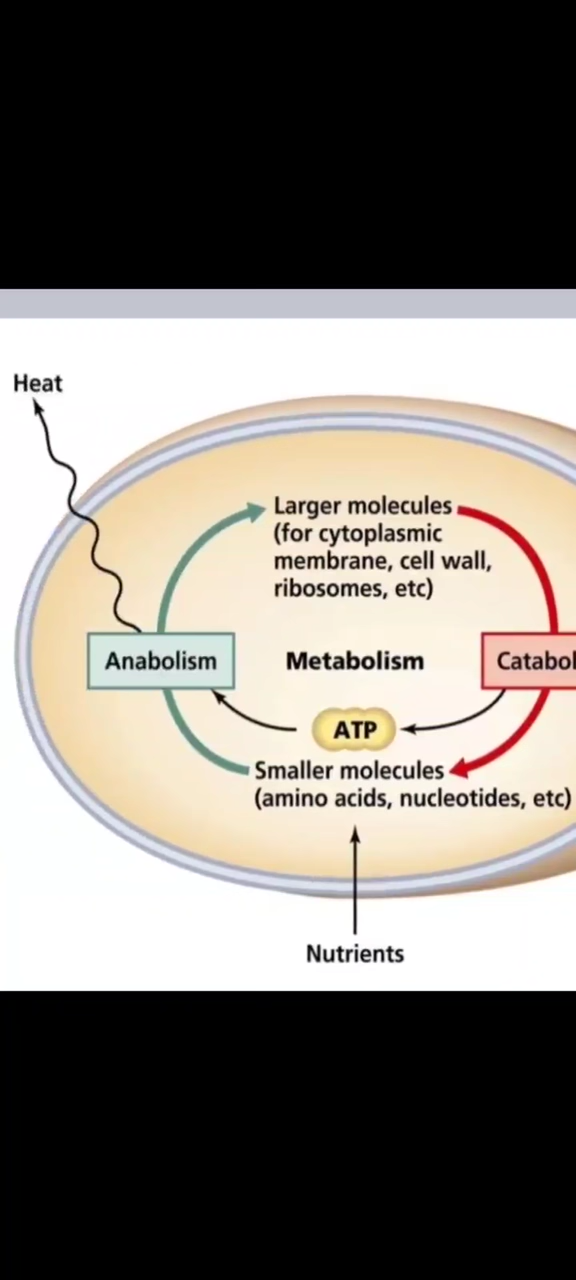 Heat
Larger molecules
(for cytoplasmic
membrane, cell wall,
ribosomes, etc)
Anabolism
Metabolism
Catabol
ATP
Smaller molecules
(amino acids, nucleotides, etc)
Nutrients